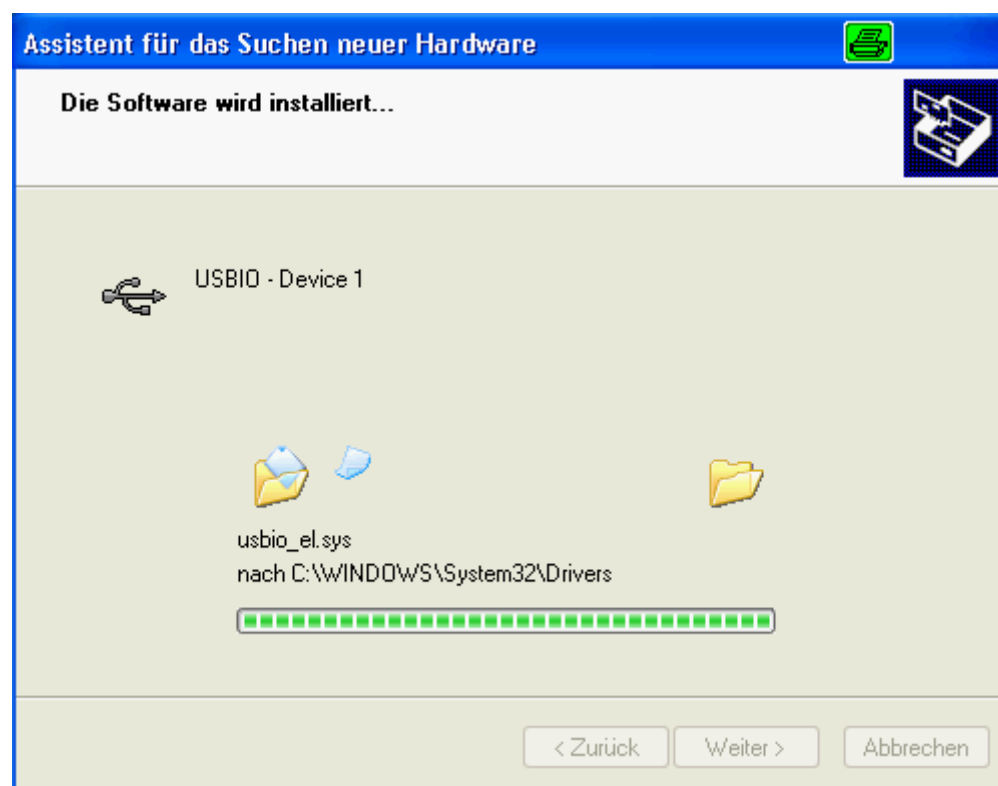 Assistent für das Suchen neuer Hardware
Die Software wird installiert...
USBIO - Device 1
usbio_el.sys
nach C:\WINDOWS\System32\Drivers
< Zurück
Weiter >
Abbrechen